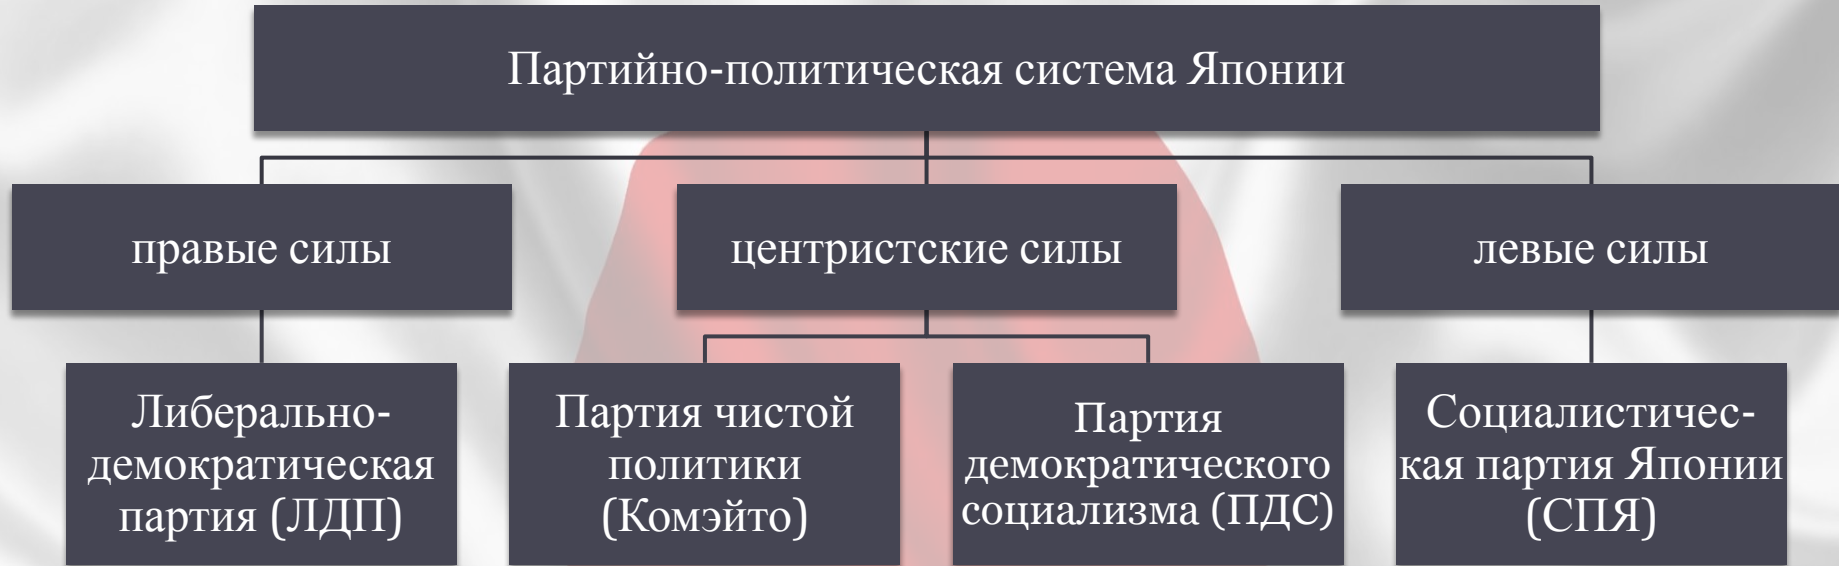 Партийно-политическая система Японии
правые силы
центристские силы
левые силы
Либерально-
демократическая
партия (ЛДП)
Партия чистой
политики
(Комэйто)
Партия
демократического
социализма (ПДС)
Социалистичес-
кая партия Японии
(СПЯ)